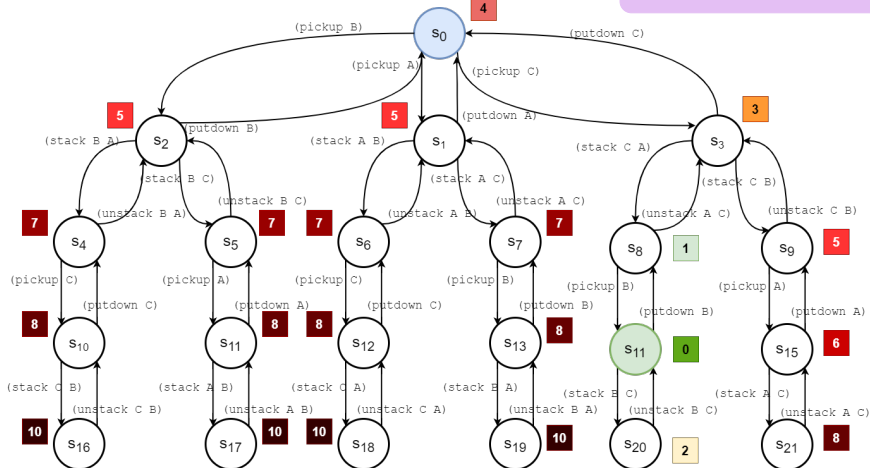 4
s0
(pickup B)
(putdown C)
(pickup A)
(pickup C)
5
5
3
(putdown A)
(putdown B)
s2
s1
s3
(stack B A)
(stack A B)
(stack C A)
(stack B C)
(stack A C)
(stack C B)
(unstack B C)
(unstack A C)
(unstack C B)
(unstack B A)
(unstack A B)
(unstack A C)
7
7
7
7
1
5
s4
s5
s6
s7
s8
s9
(pickup C)
(pickup A)
(pickup C)
(pickup B)
(pickup B)
(pickup A)
(putdown C)
(putdown A)
(putdown C)
(putdown B)
(putdown B)
(putdown A)
8
8
8
8
0
6
s10
s11
s12
s13
s11
s15
(stack C B)
(stack A B)
(stack C A)
(stack B A)
(stack B C)
(stack A C)
(unstack C B)
(unstack A B)
(unstack C A)
(unstack B A)
(unstack B C)
(unstack A C)
10
10
10
10
2
8
s16
s17
s18
s19
s20
s21